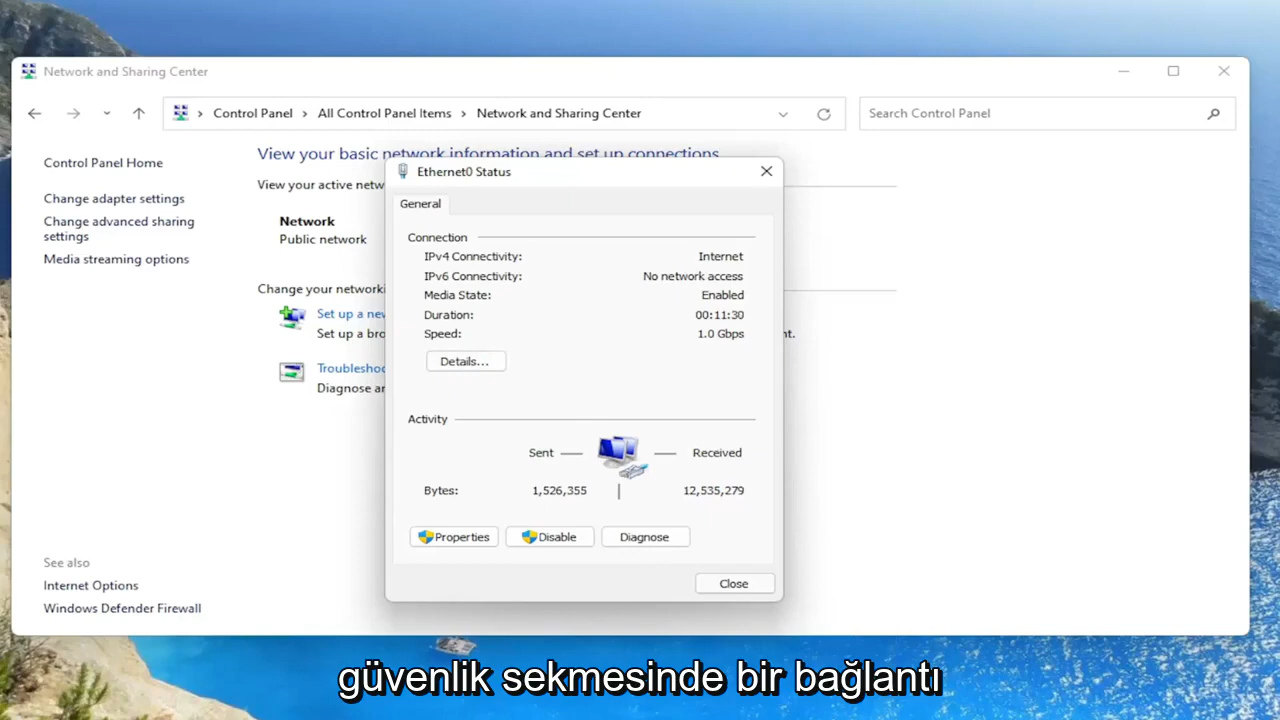 Network and Sharing Center
Control Panel > All Control Panel Items > Network and Sharing Center
Search Control Panel
Control Panel Home
Change adapter settings
Change advanced sharing
settings
Media streaming options
See also
Internet Options
Windows Defender Firewall
View your basic network information and set up connections
View your active netw
Network
Public network
Change your networki
Set up a new
Set up a bro
nt.
Troubleshoo
Diagnose an
Ethernet0 Status
General
Connection
IPv4 Connectivity: Internet
IPv6 Connectivity: No network access
Media State: Enabled
Duration: 00:11:30
Speed: 1.0 Gbps
Details...
Activity
Sent Received
Bytes: 1,526,355 12,535,279
Properties Disable Diagnose
Close
güvenlik sekmesinde bir bağlantı